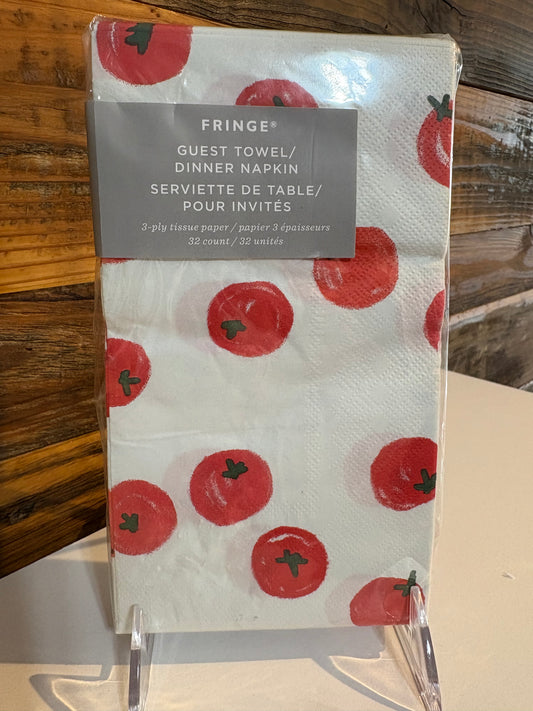 FRINGE®
GUEST TOWEL/
DINNER NAPKIN
SERVIETTE DE TABLE/
POUR INVITÉS
3-ply tissue paper / papier 3 épaisseurs
32 count / 32 unités